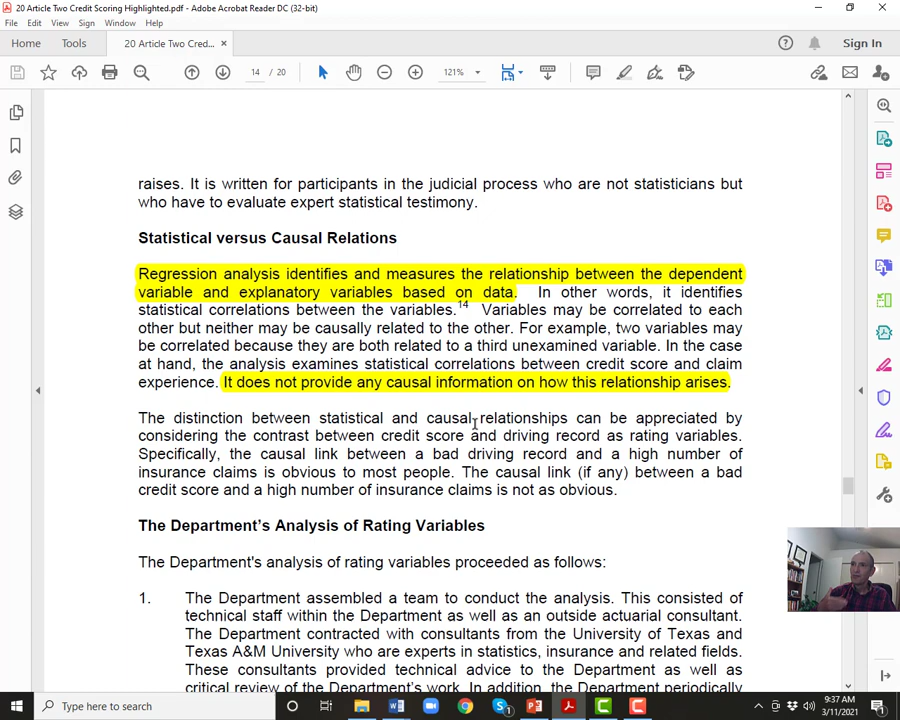 20 Article Two Credit Scoring Highlighted.pdf - Adobe Acrobat Reader DC (32-bit)
File Edit View Sign Window Help
Home Tools 20 Article Two Cred... × Sign In
14 / 20 121%
raises. It is written for participants in the judicial process who are not statisticians but
who have to evaluate expert statistical testimony.
Statistical versus Causal Relations
Regression analysis identifies and measures the relationship between the dependent
variable and explanatory variables based on data. In other words, it identifies
statistical correlations between the variables.14 Variables may be correlated to each
other but neither may be causally related to the other. For example, two variables may
be correlated because they are both related to a third unexamined variable. In the case
at hand, the analysis examines statistical correlations between credit score and claim
experience. It does not provide any causal information on how this relationship arises.
The distinction between statistical and causal relationships can be appreciated by
considering the contrast between credit score and driving record as rating variables.
Specifically, the causal link between a bad driving record and a high number of
insurance claims is obvious to most people. The causal link (if any) between a bad
credit score and a high number of insurance claims is not as obvious.
The Department's Analysis of Rating Variables
The Department's analysis of rating variables proceeded as follows:
1. The Department assembled a team to conduct the analysis. This consisted of
technical staff within the Department as well as an outside actuarial consultant.
The Department contracted with consultants from the University of Texas and
Texas A&M University who are experts in statistics, insurance and related fields.
These consultants provided technical advice to the Department as well as
critical review of the Department's work. In addition, the Department periodically
Type here to search
9:37 AM
3/11/2021